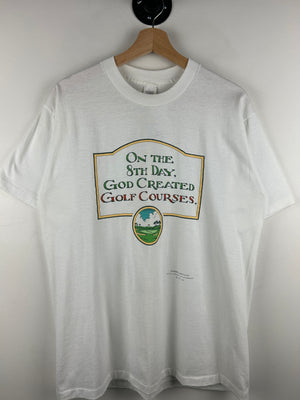 On the
8th Day,
God Created
Golf Courses.